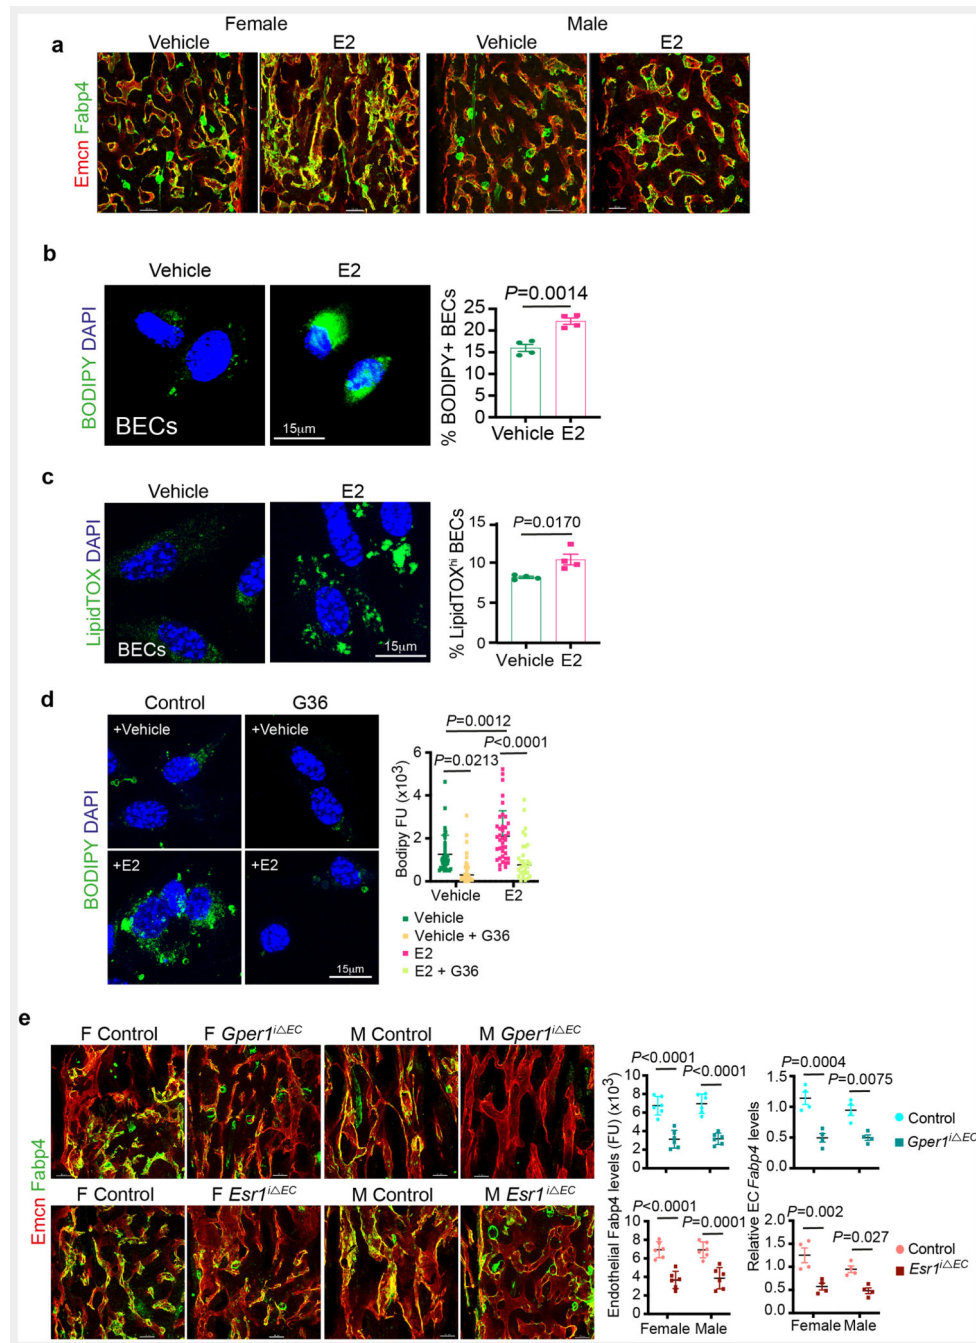 Female Male
a Vehicle E2 Vehicle E2
Emcn Fabp4
b
Vehicle E2
BODIPY DAPI
BECs
15µm
P=0.0014
% BODIPY+ BECs
25
20
15
10
5
0
Vehicle E2
c
Vehicle E2
LipidTOX DAPI
BECs
15µm
P=0.0170
% LipidTOXhi BECs
15
10
5
0
Vehicle E2
d
Control G36
BODIPY DAPI
+Vehicle +Vehicle
+E2 +E2
15µm
P=0.0012
P<0.0001
P=0.0213
Bodipy FU (x10³)
6
4
2
0
Vehicle E2
Vehicle
Vehicle + G36
E2
E2 + G36
e
F Control F Gper1iΔEC M Control M Gper1iΔEC
F Control F Esr1iΔEC M Control M Esr1iΔEC
Emcn Fabp4
Endothelial Fabp4 levels (FU) (x10³)
P<0.0001
P<0.0001
10
8
6
4
2
0
P<0.0001
P=0.0001
10
8
6
4
2
0
Female Male
Relative EC Fabp4 levels
P=0.0004
P=0.0075
1.5
1.0
0.5
0.0
Control
Gper1iΔEC
P=0.002
P=0.027
1.5
1.0
0.5
0.0
Control
Esr1iΔEC
Female Male